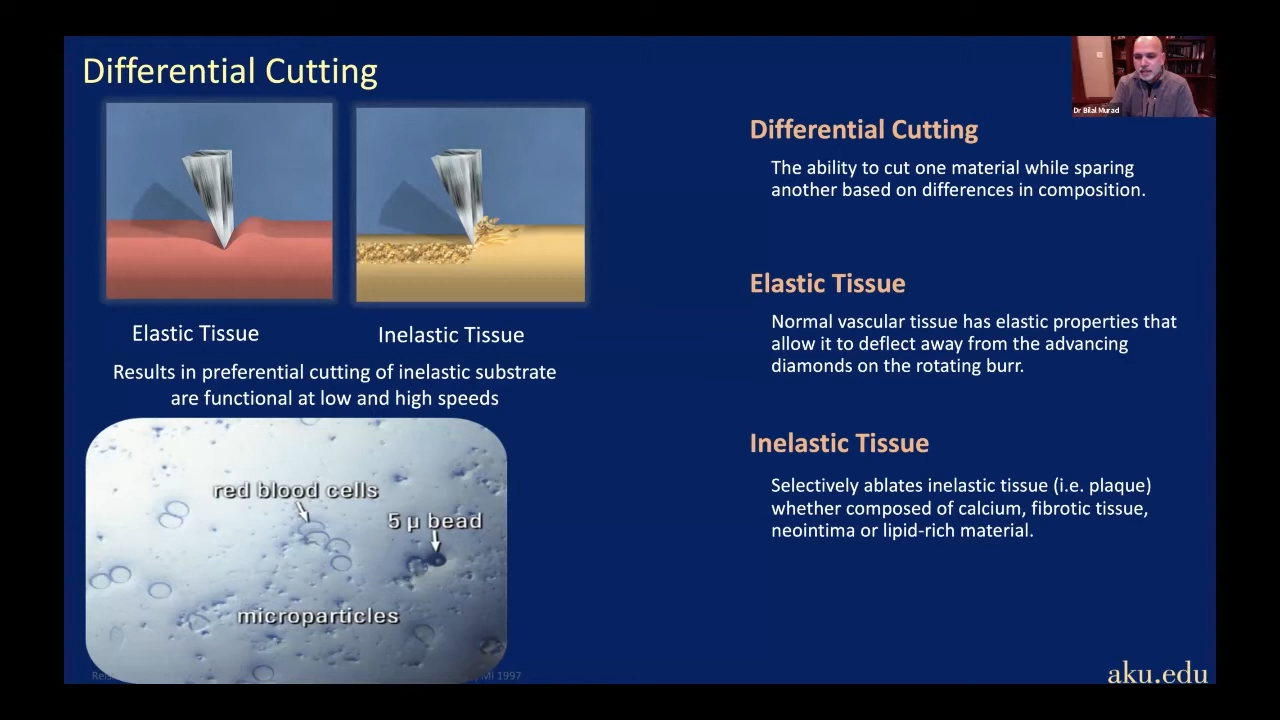 Differential Cutting
Dr Bilal Murad
Elastic Tissue
Inelastic Tissue
Results in preferential cutting of inelastic substrate
are functional at low and high speeds
red blood cells
5 µ bead
microparticles
MI 1997
Differential Cutting
The ability to cut one material while sparing
another based on differences in composition.
Elastic Tissue
Normal vascular tissue has elastic properties that
allow it to deflect away from the advancing
diamonds on the rotating burr.
Inelastic Tissue
Selectively ablates inelastic tissue (i.e. plaque)
whether composed of calcium, fibrotic tissue,
neointima or lipid-rich material.
aku.edu